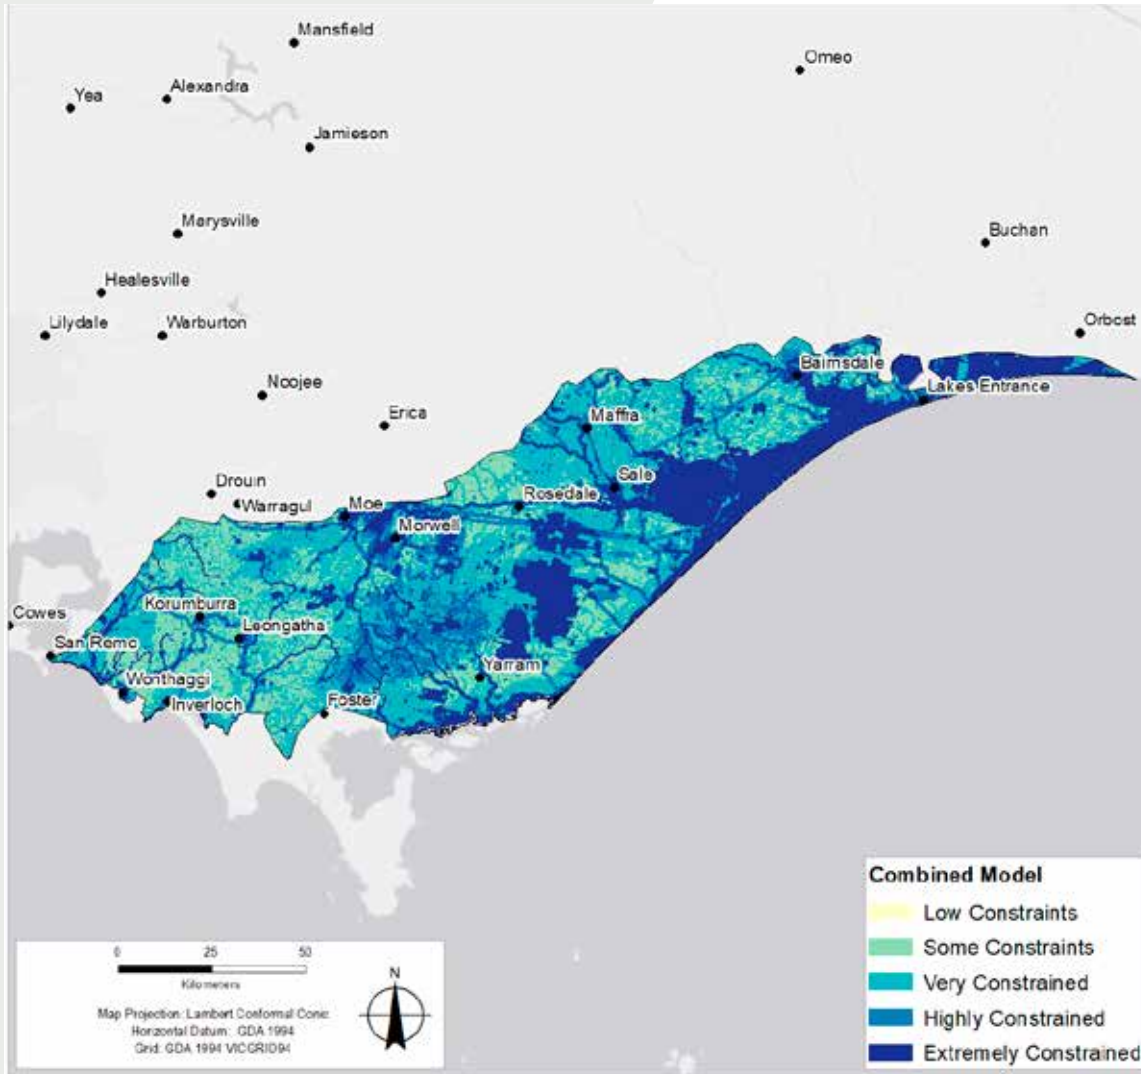 Mansfield
Omeo
Alexandra
Yea
Jamieson
Marysville
Buchan
Healesville
Lilydale
Warburton
Orbost
Noojee
Bairnsdale
Lakes Entrance
Erica
Maffra
Drouin
Sale
Warragul
Moe
Rosedale
Morwell
Cowes
Korumburra
Leongatha
San Remo
Yarram
Wonthaggi
Inverloch
Foster
Combined Model
Low Constraints
Some Constraints
Very Constrained
Highly Constrained
Extremely Constrained
0 25 50
Kilometers
N
Map Projection: Lambert Conformal Conic
Horizontal Datum: GDA 1994
Grid: GDA 1994 VICGRID94